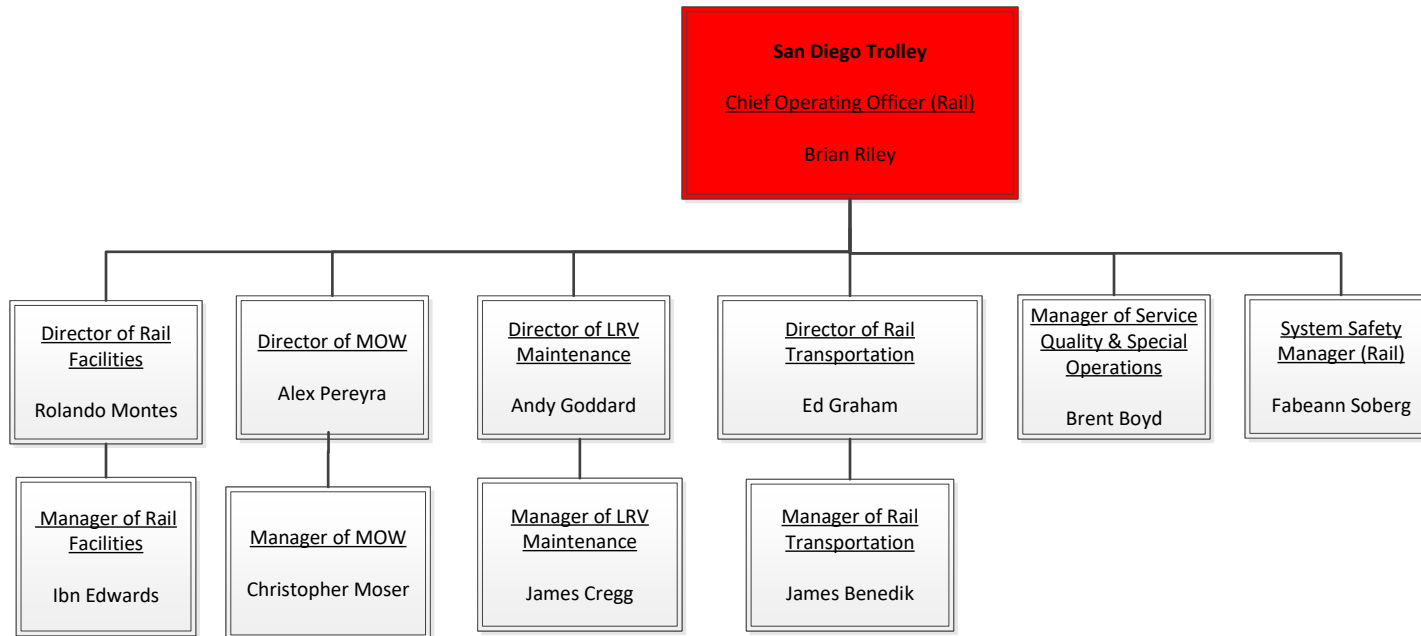 San Diego Trolley
Chief Operating Officer (Rail)
Brian Riley
Director of Rail
Facilities
Rolando Montes
Director of MOW
Alex Pereyra
Director of LRV
Maintenance
Andy Goddard
Director of Rail
Transportation
Ed Graham
Manager of Service
Quality & Special
Operations
Brent Boyd
System Safety
Manager (Rail)
Fabeann Soberg
Manager of Rail
Facilities
Ibn Edwards
Manager of MOW
Christopher Moser
Manager of LRV
Maintenance
James Cregg
Manager of Rail
Transportation
James Benedik